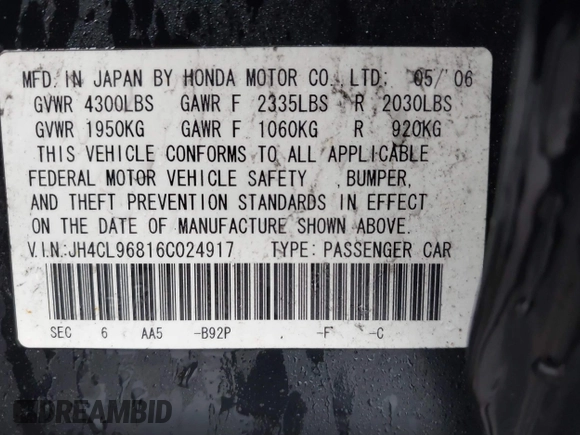 MFD. IN JAPAN BY HONDA MOTOR CO., LTD: 05/'06
GVWR 4300LBS GAWR F 2335LBS R 2030LBS
GVWR 1950KG GAWR F 1060KG R 920KG
THIS VEHICLE CONFORMS TO ALL APPLICABLE
FEDERAL MOTOR VEHICLE SAFETY , BUMPER,
AND THEFT PREVENTION STANDARDS IN EFFECT
ON THE DATE OF MANUFACTURE SHOWN ABOVE.
V.I.N:JH4CL96816C024917 TYPE: PASSENGER CAR
SEC 6 AA5 -B92P -F -C
DREAMBID